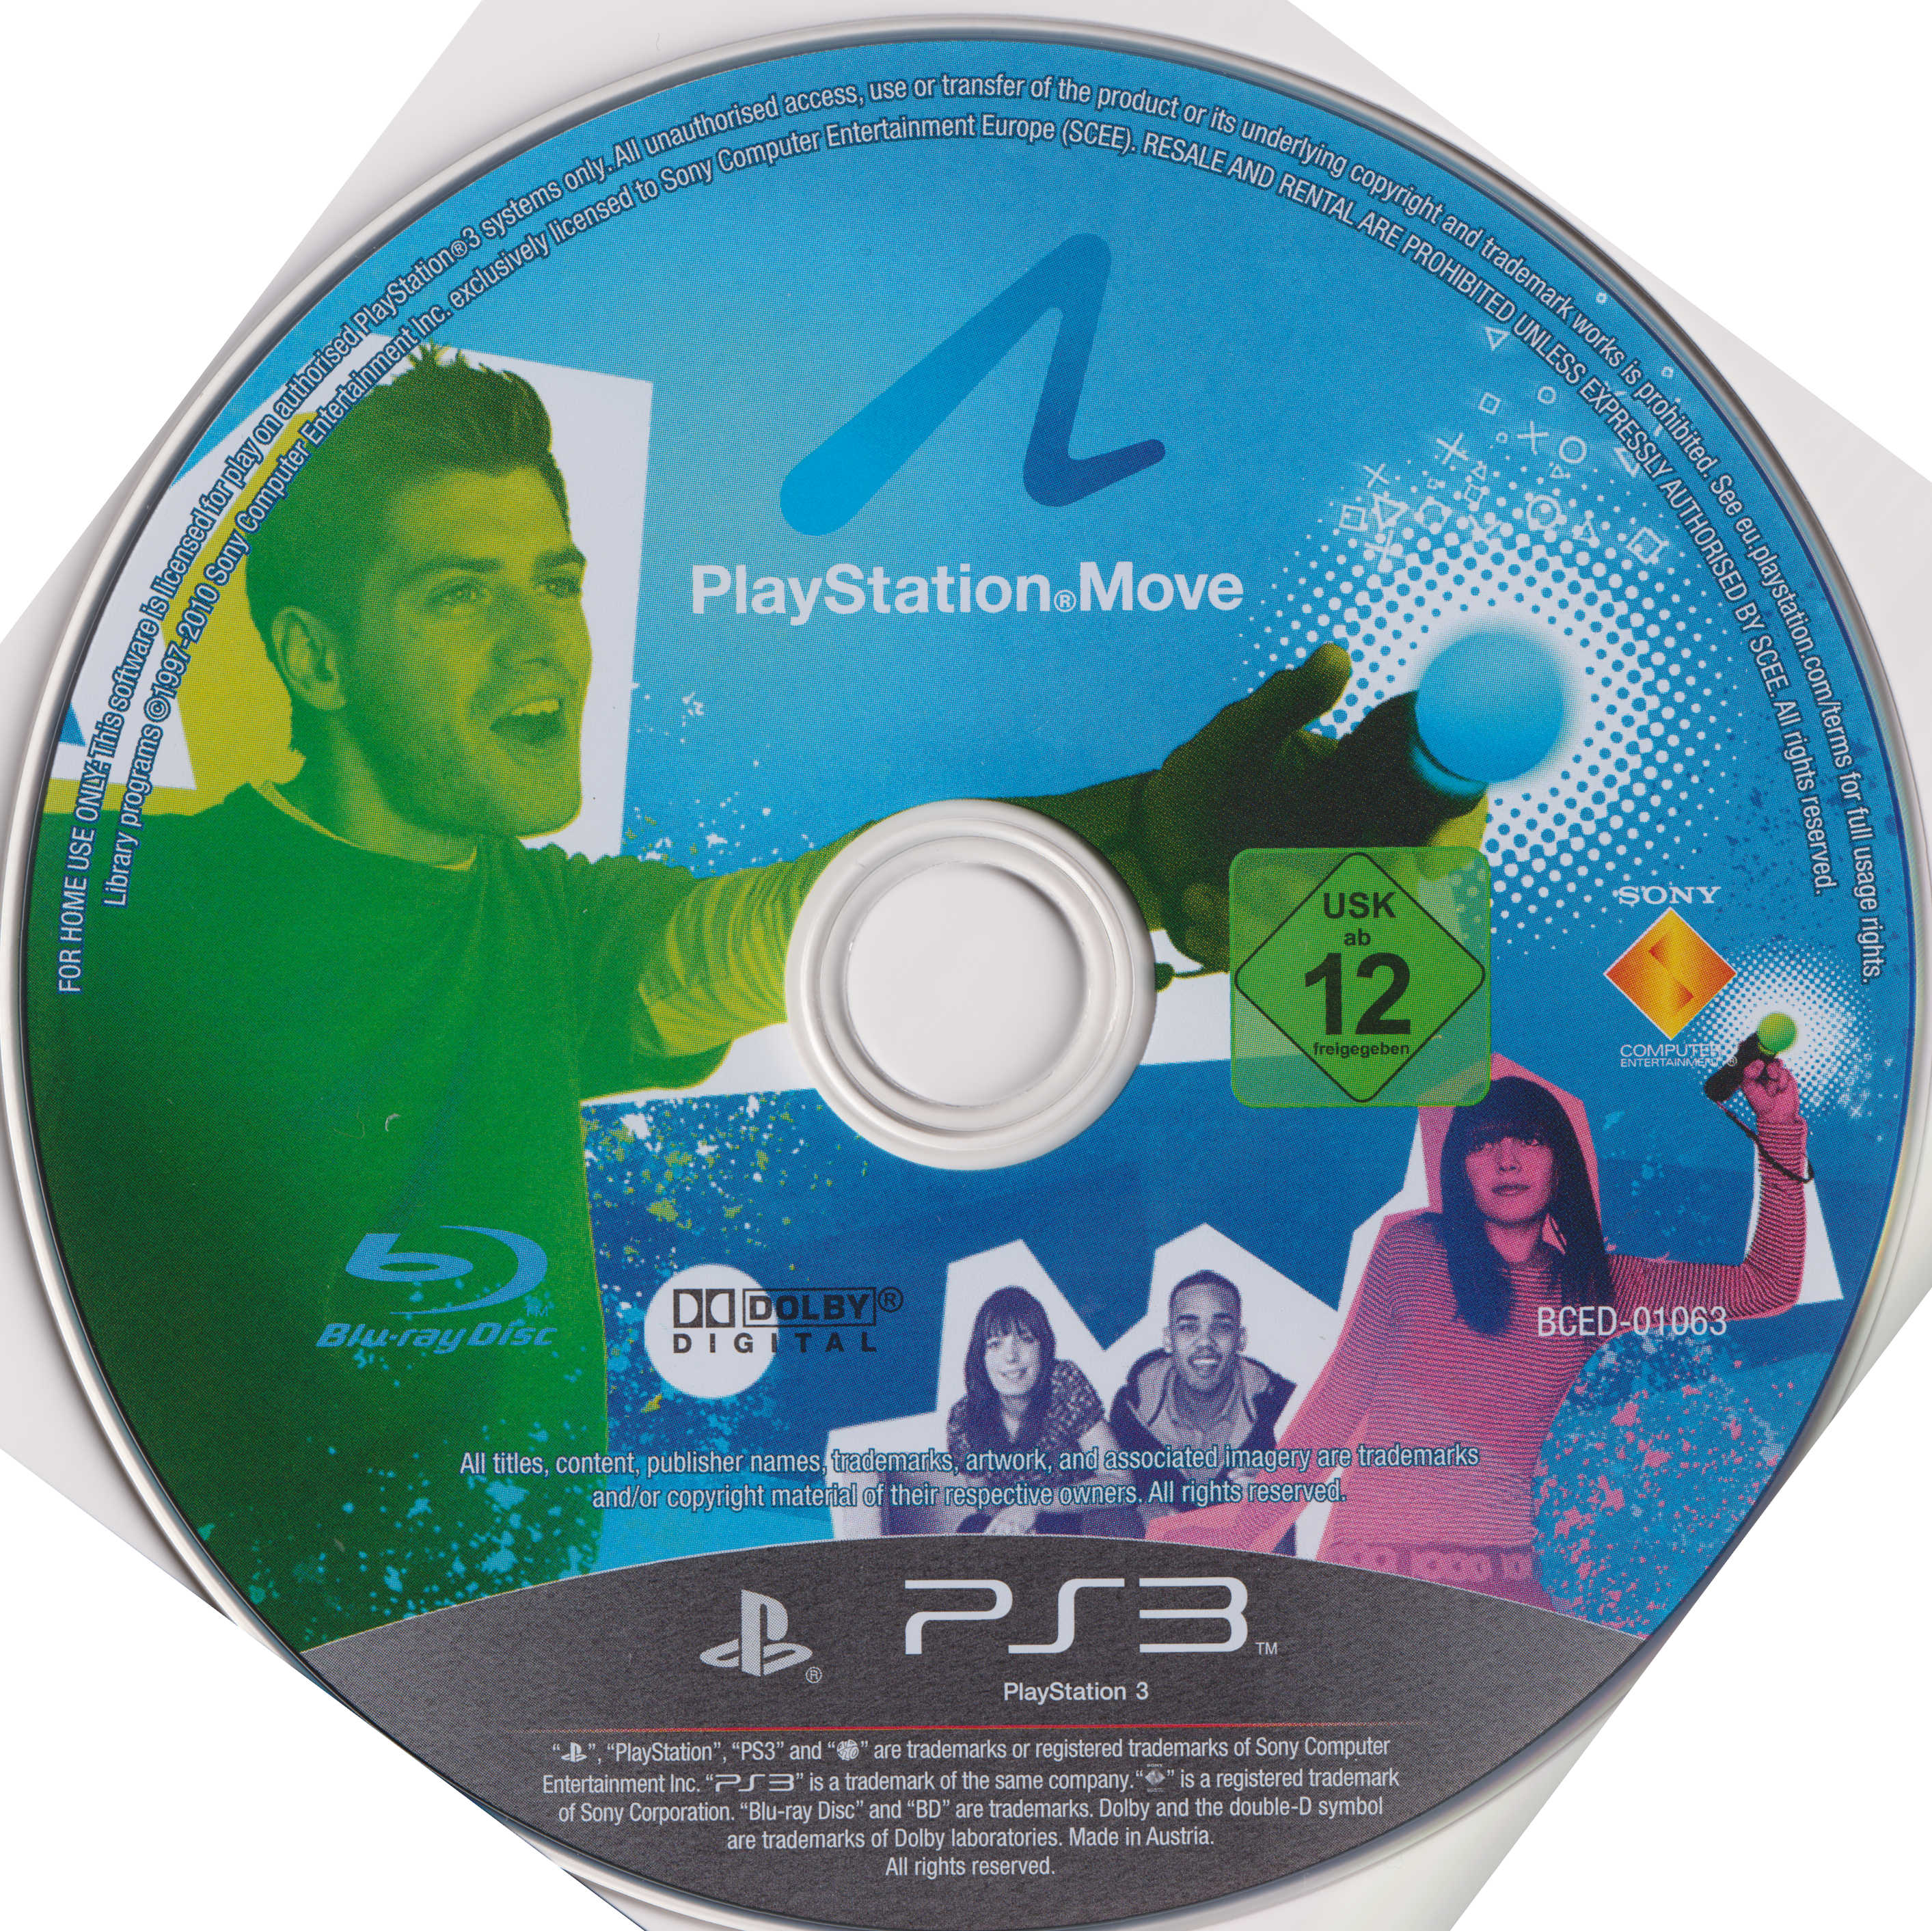 FOR HOME USE ONLY. This software is licensed for play on authorised PlayStation®3 systems only. All unauthorised access, use or transfer of the product or its underlying copyright and trademark works is prohibited. See eu.playstation.com/terms for full usage rights.
Library programs ©1997-2010 Sony Computer Entertainment Inc. exclusively licensed to Sony Computer Entertainment Europe (SCEE). RESALE AND RENTAL ARE PROHIBITED UNLESS EXPRESSLY AUTHORISED BY SCEE. All rights reserved
PlayStation®Move
USK
ab
12
freigegeben
SONY
COMPUTER
ENTERTAINMENT®
Blu-ray Disc
DOLBY®
DIGITAL
BCED-01063
All titles, content, publisher names, trademarks, artwork, and associated imagery are trademarks
and/or copyright material of their respective owners. All rights reserved.
PS3™
PlayStation 3
“ ”, “PlayStation”, “PS3” and “ ” are trademarks or registered trademarks of Sony Computer
Entertainment Inc. “PS3” is a trademark of the same company.“ ” is a registered trademark
of Sony Corporation. “Blu-ray Disc” and “BD” are trademarks. Dolby and the double-D symbol
are trademarks of Dolby laboratories. Made in Austria.
All rights reserved.